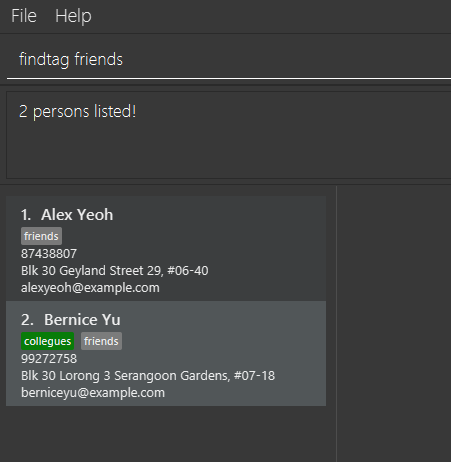 File Help
findtag friends
2 persons listed!
1. Alex Yeoh
friends
87438807
Blk 30 Geyland Street 29, #06-40
alexyeoh@example.com
2. Bernice Yu
collegues friends
99272758
Blk 30 Lorong 3 Serangoon Gardens, #07-18
berniceyu@example.com